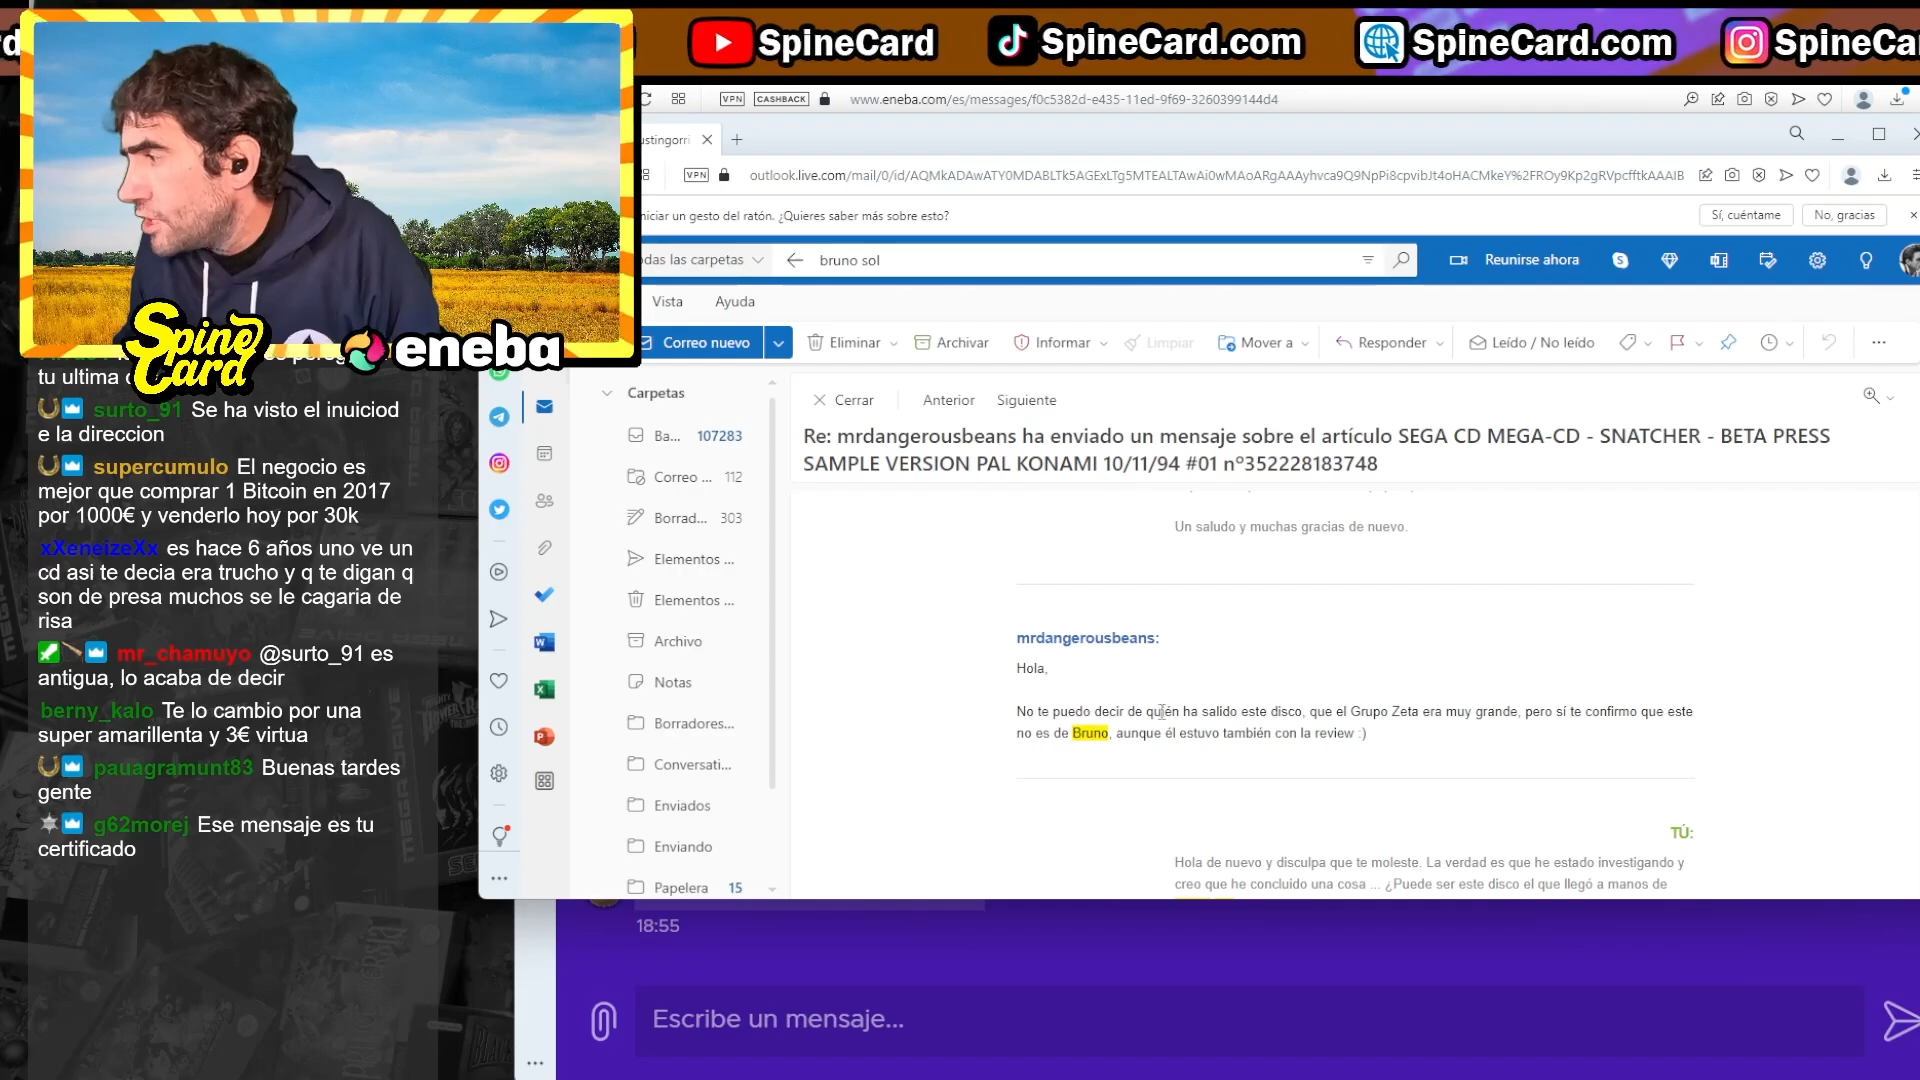 SpineCard
SpineCard.com
SpineCard.com
SpineCa
VPN CASHBACK www.eneba.com/es/messages/f0c5382d-e435-11ed-9f69-3260399144d4
ustingorri
VPN
niciar un gesto del ratón. ¿Quieres saber más sobre esto?
Sí, cuéntame
No, gracias
das las carpetas
bruno sol
Reunirse ahora
Vista
Ayuda
Correo nuevo
Eliminar
Archivar
Informar
Limpiar
Mover a
Responder
Leído / No leído
Spine
Card
eneba
tu ultima
surto_91 Se ha visto el inuiciod
e la direccion
supercumulo El negocio es
mejor que comprar 1 Bitcoin en 2017
por 1000€ y venderlo hoy por 30k
xXeneizeXx es hace 6 años uno ve un
cd asi te decia era trucho y q te digan q
son de presa muchos se le cagaria de
risa
mr_chamuyo @surto_91 es
antigua, lo acaba de decir
berny_kalo Te lo cambio por una
super amarillenta y 3€ virtua
pauagramunt83 Buenas tardes
gente
g62morej Ese mensaje es tu
certificado
Carpetas
Ba... 107283
Correo ... 112
Borrad... 303
Elementos ...
Elementos ...
Archivo
Notas
Borradores...
Conversati...
Enviados
Enviando
Papelera 15
Cerrar
Anterior
Siguiente
Re: mrdangerousbeans ha enviado un mensaje sobre el artículo SEGA CD MEGA-CD - SNATCHER - BETA PRESS
SAMPLE VERSION PAL KONAMI 10/11/94 #01 nº352228183748
Un saludo y muchas gracias de nuevo.
mrdangerousbeans:
Hola,
No te puedo decir de quién ha salido este disco, que el Grupo Zeta era muy grande, pero sí te confirmo que este
no es de Bruno, aunque él estuvo también con la review :)
TÚ:
Hola de nuevo y disculpa que te moleste. La verdad es que he estado investigando y
creo que he concluido una cosa ... ¿Puede ser este disco el que llegó a manos de
18:55
Escribe un mensaje...